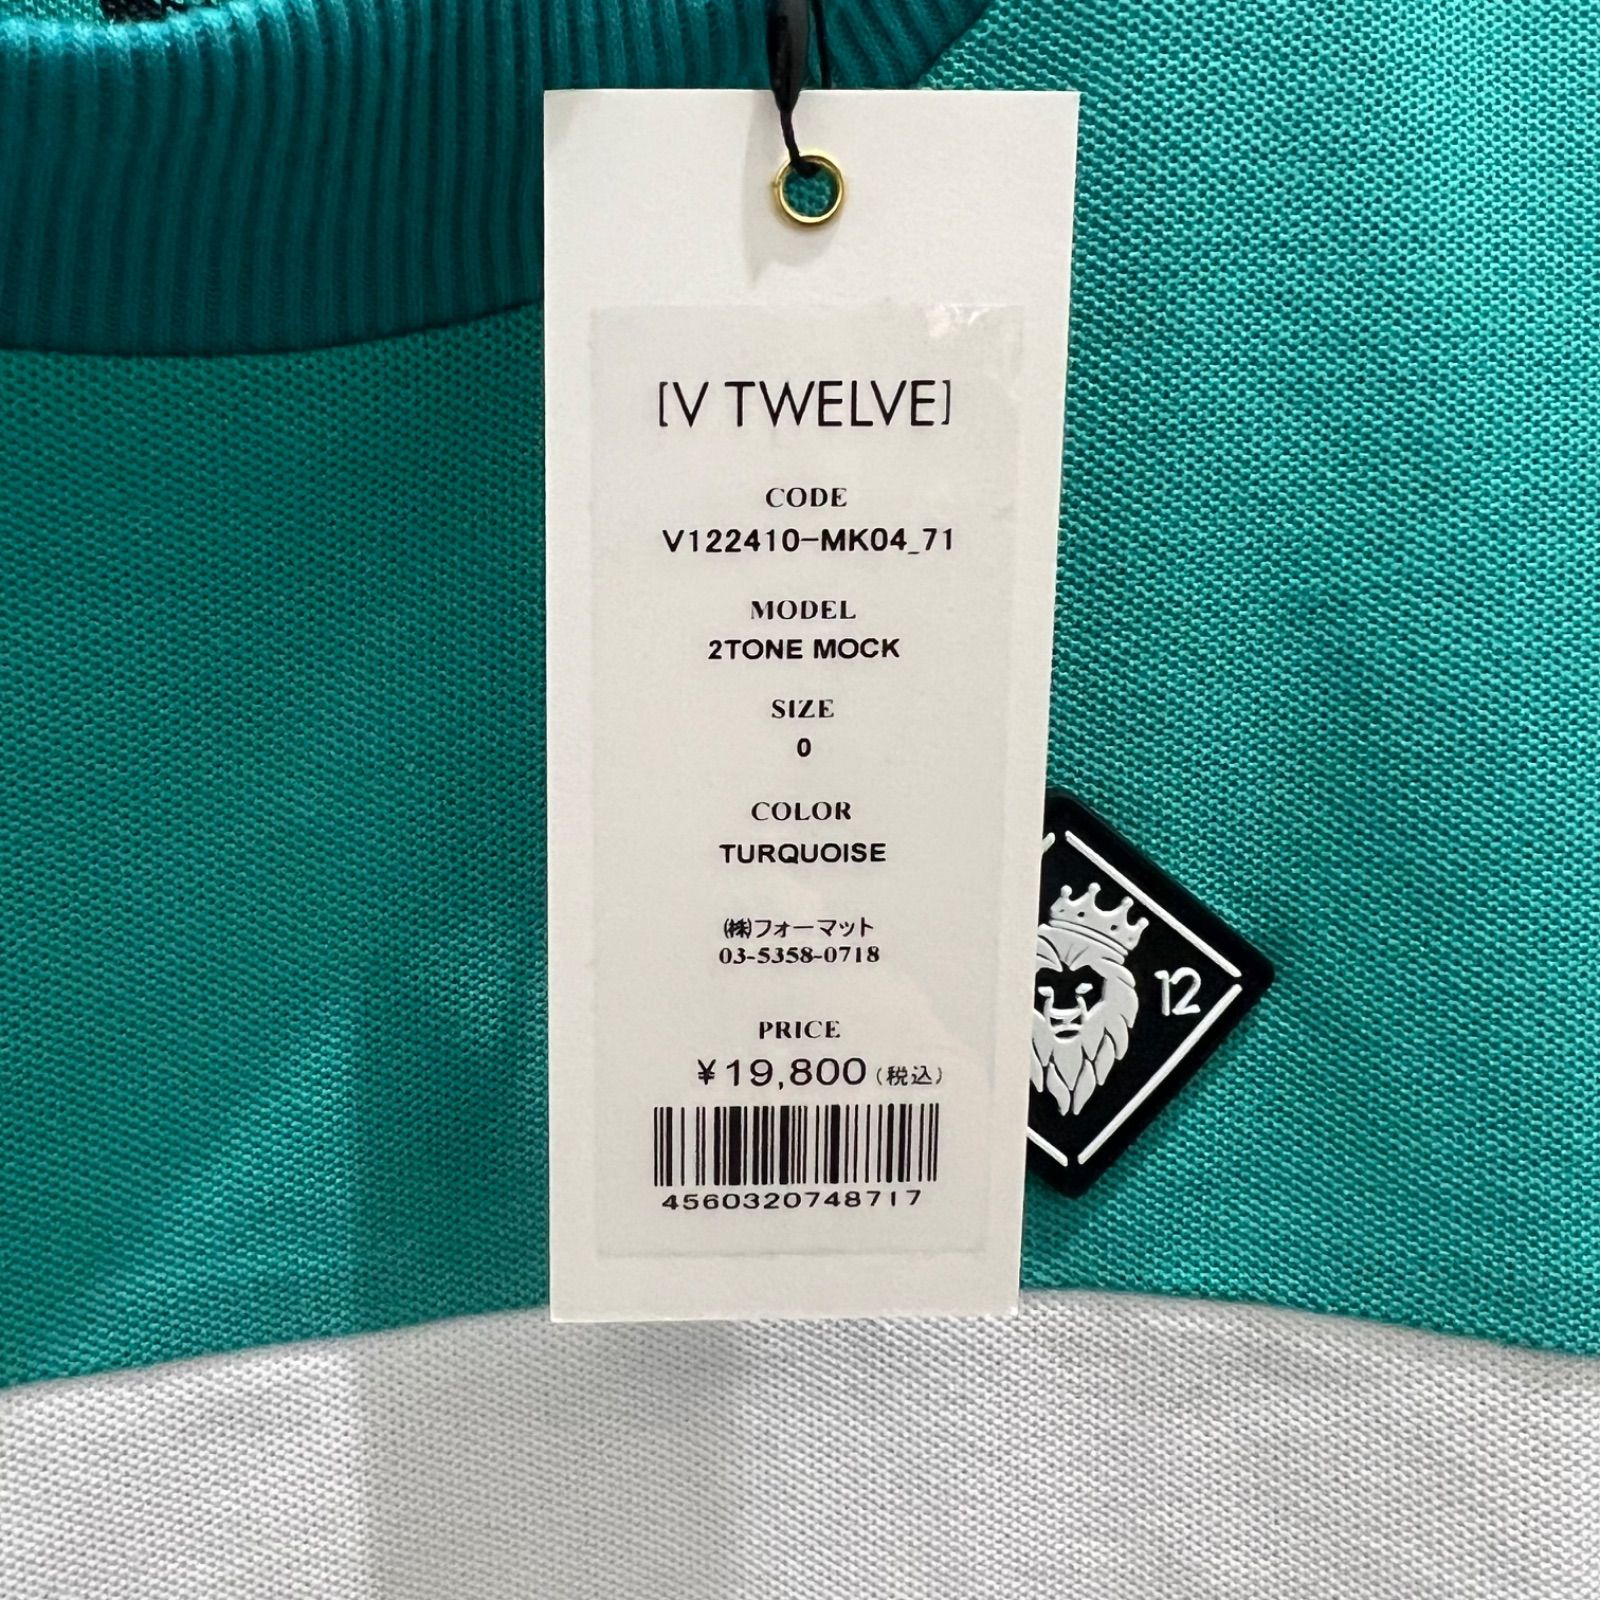 [V TWELVE]
CODE
V122410-MK04_71
MODEL
2TONE MOCK
SIZE
0
COLOR
TURQUOISE
㈱フォーマット
03-5358-0718
PRICE
¥19,800(税込)
4560320748717
12